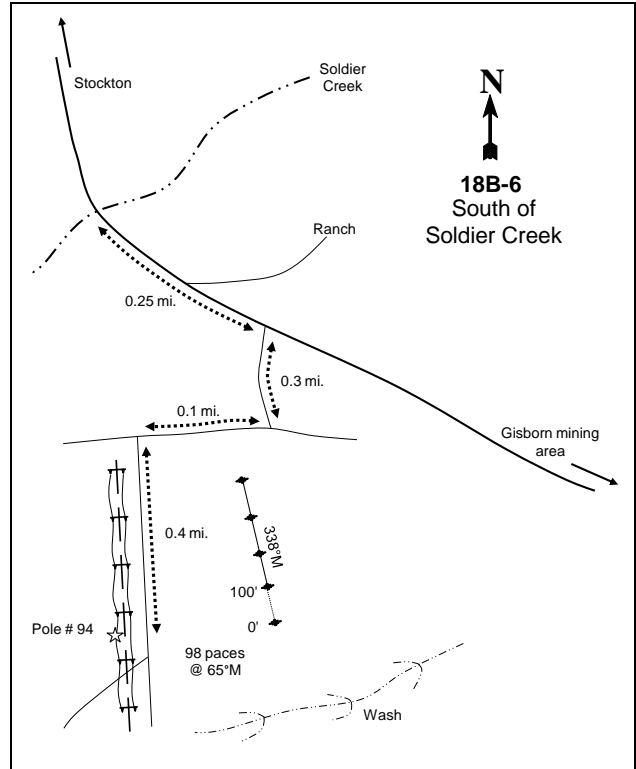 Stockton
Soldier
Creek
N
18B-6
South of
Soldier Creek
Ranch
0.25 mi.
0.3 mi.
0.1 mi.
Gisborn mining
area
0.4 mi.
338°M
100'
0'
Pole # 94
98 paces
@ 65°M
Wash